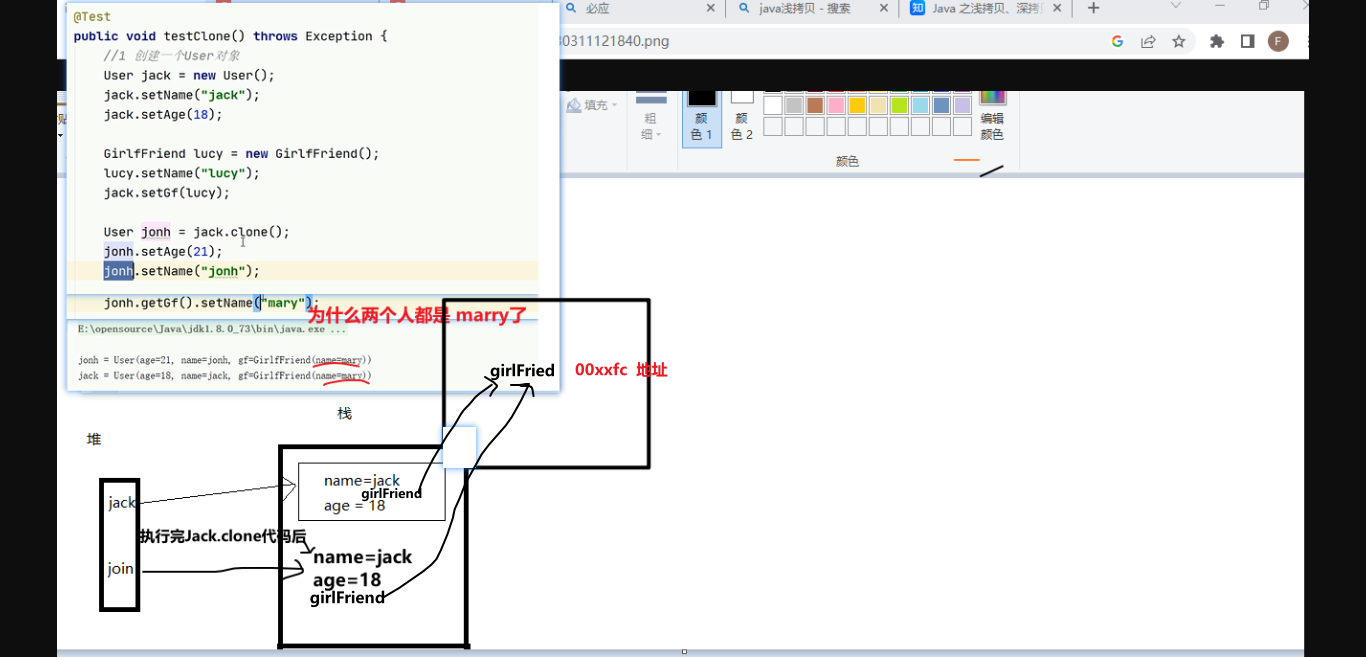 @Test
public void testClone() throws Exception {
//1 创建一个User对象
User jack = new User();
jack.setName("jack");
jack.setAge(18);
GirlfFriend lucy = new GirlfFriend();
lucy.setName("lucy");
jack.setGf(lucy);
User jonh = jack.clone();
jonh.setAge(21);
jonh.setName("jonh");
jonh.getGf().setName("mary");
为什么两个人都是 marry了
E:\opensource\Java\jdk1.8.0_73\bin\java.exe ...
jonh = User(age=21, name=jonh, gf=GirlfFriend(name=mary))
jack = User(age=18, name=jack, gf=GirlfFriend(name=mary))
必应
java浅拷贝 - 搜索
Java 之浅拷贝、深拷
30311121840.png
F
填充
粗
细
颜
色 1
颜
色 2
编辑
颜色
颜色
girlFried
00xxfc 地址
栈
堆
name=jack
girlFriend
age = 18
jack
执行完Jack.clone代码后
name=jack
join
age=18
girlFriend